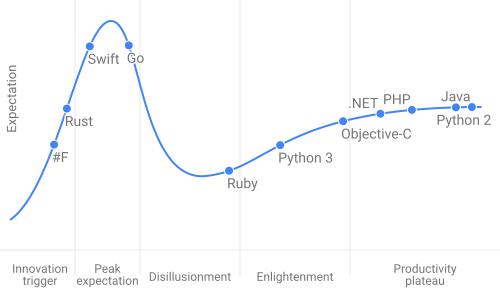 Expectation
#F
Rust
Swift
Go
Ruby
Python 3
Objective-C
.NET
PHP
Java
Python 2
Innovation
trigger
Peak
expectation
Disillusionment
Enlightenment
Productivity
plateau